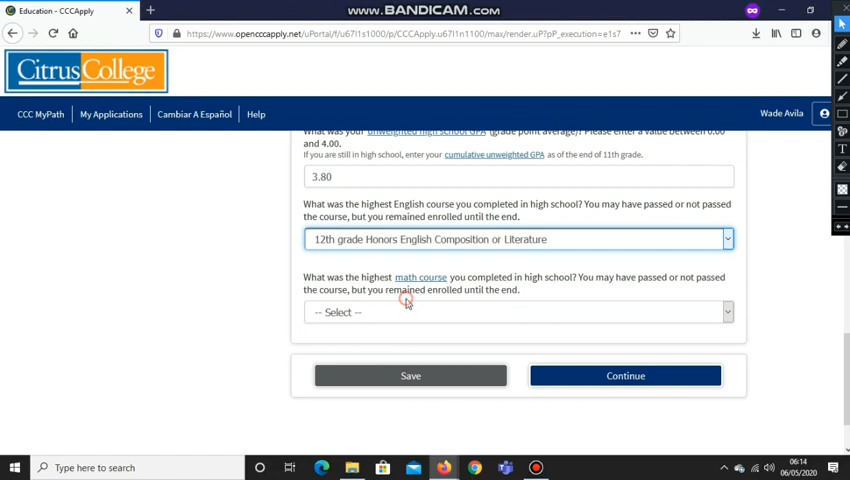 Education - CCCApply
www.BANDICAM.com
https://www.opencccapply.net/uPortal/f/u67l1s1000/p/CCCApply.u67l1n1100/max/render.uP?pP_execution=e1s7
CitrusCollege
CCC MyPath
My Applications
Cambiar A Español
Help
Wade Avila
What was your unweighted high school GPA (grade point average)? Please enter a value between 0.00
and 4.00.
If you are still in high school, enter your cumulative unweighted GPA as of the end of 11th grade.
3.80
What was the highest English course you completed in high school? You may have passed or not passed
the course, but you remained enrolled until the end.
12th grade Honors English Composition or Literature
What was the highest math course you completed in high school? You may have passed or not passed
the course, but you remained enrolled until the end.
-- Select --
Save
Continue
Type here to search
06:14
06/05/2020